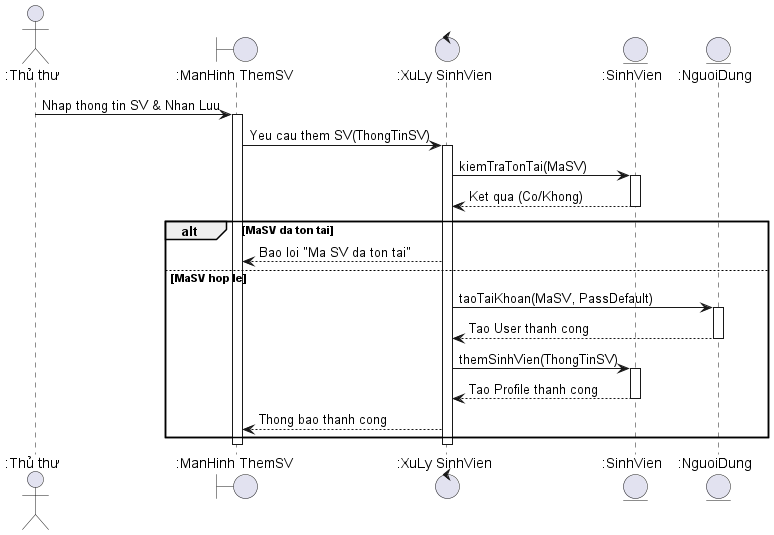 :Thủ thư
:ManHinh ThemSV
:XuLy SinhVien
:SinhVien
:NguoiDung
Nhap thong tin SV & Nhan Luu
Yeu cau them SV(ThongTinSV)
kiemTraTonTai(MaSV)
Ket qua (Co/Khong)
alt
[MaSV da ton tai]
Bao loi "Ma SV da ton tai"
[MaSV hop le]
taoTaiKhoan(MaSV, PassDefault)
Tao User thanh cong
themSinhVien(ThongTinSV)
Tao Profile thanh cong
Thong bao thanh cong
:Thủ thư
:ManHinh ThemSV
:XuLy SinhVien
:SinhVien
:NguoiDung